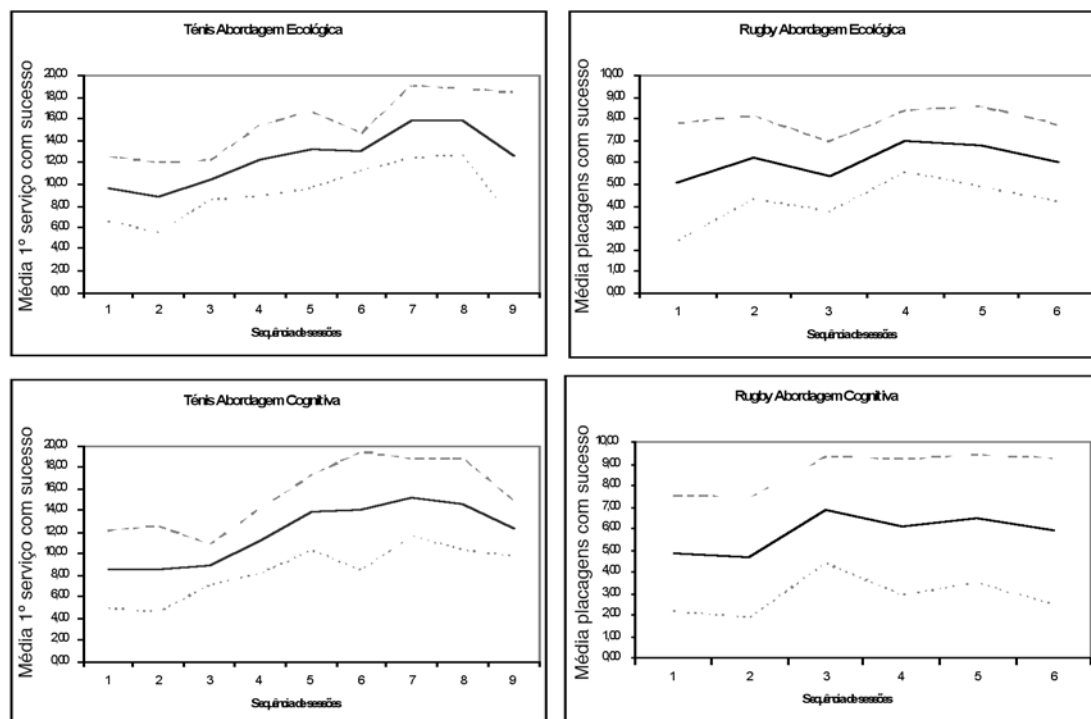 Ténis Abordagem Ecológica
Média 1º serviço com sucesso
20,00
18,00
16,00
14,00
12,00
10,00
8,00
6,00
4,00
2,00
0,00
1 2 3 4 5 6 7 8 9
Sequência de sessões
Rugby Abordagem Ecológica
Média placagens com sucesso
10,00
9,00
8,00
7,00
6,00
5,00
4,00
3,00
2,00
1,00
0,00
1 2 3 4 5 6
Sequência de sessões
Ténis Abordagem Cognitiva
Média 1º serviço com sucesso
20,00
18,00
16,00
14,00
12,00
10,00
8,00
6,00
4,00
2,00
0,00
1 2 3 4 5 6 7 8 9
Sequência de sessões
Rugby Abordagem Cognitiva
Média placagens com sucesso
10,00
9,00
8,00
7,00
6,00
5,00
4,00
3,00
2,00
1,00
0,00
1 2 3 4 5 6
Sequência de sessões